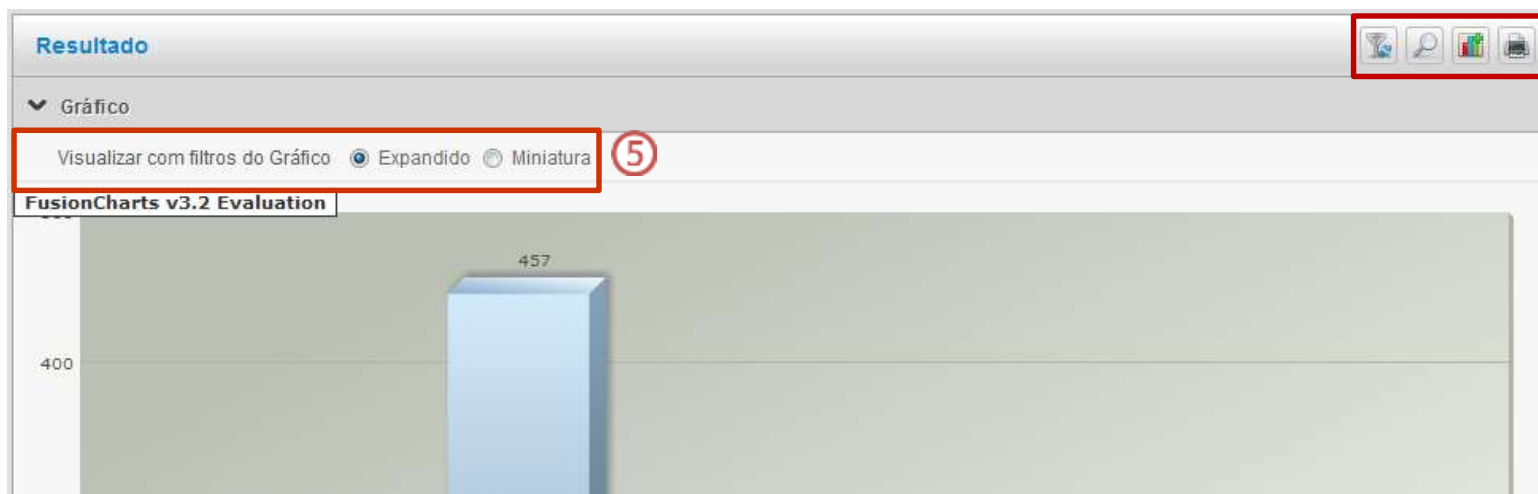 Resultado
Gráfico
Visualizar com filtros do Gráfico Expandido Miniatura
5
FusionCharts v3.2 Evaluation
457
400